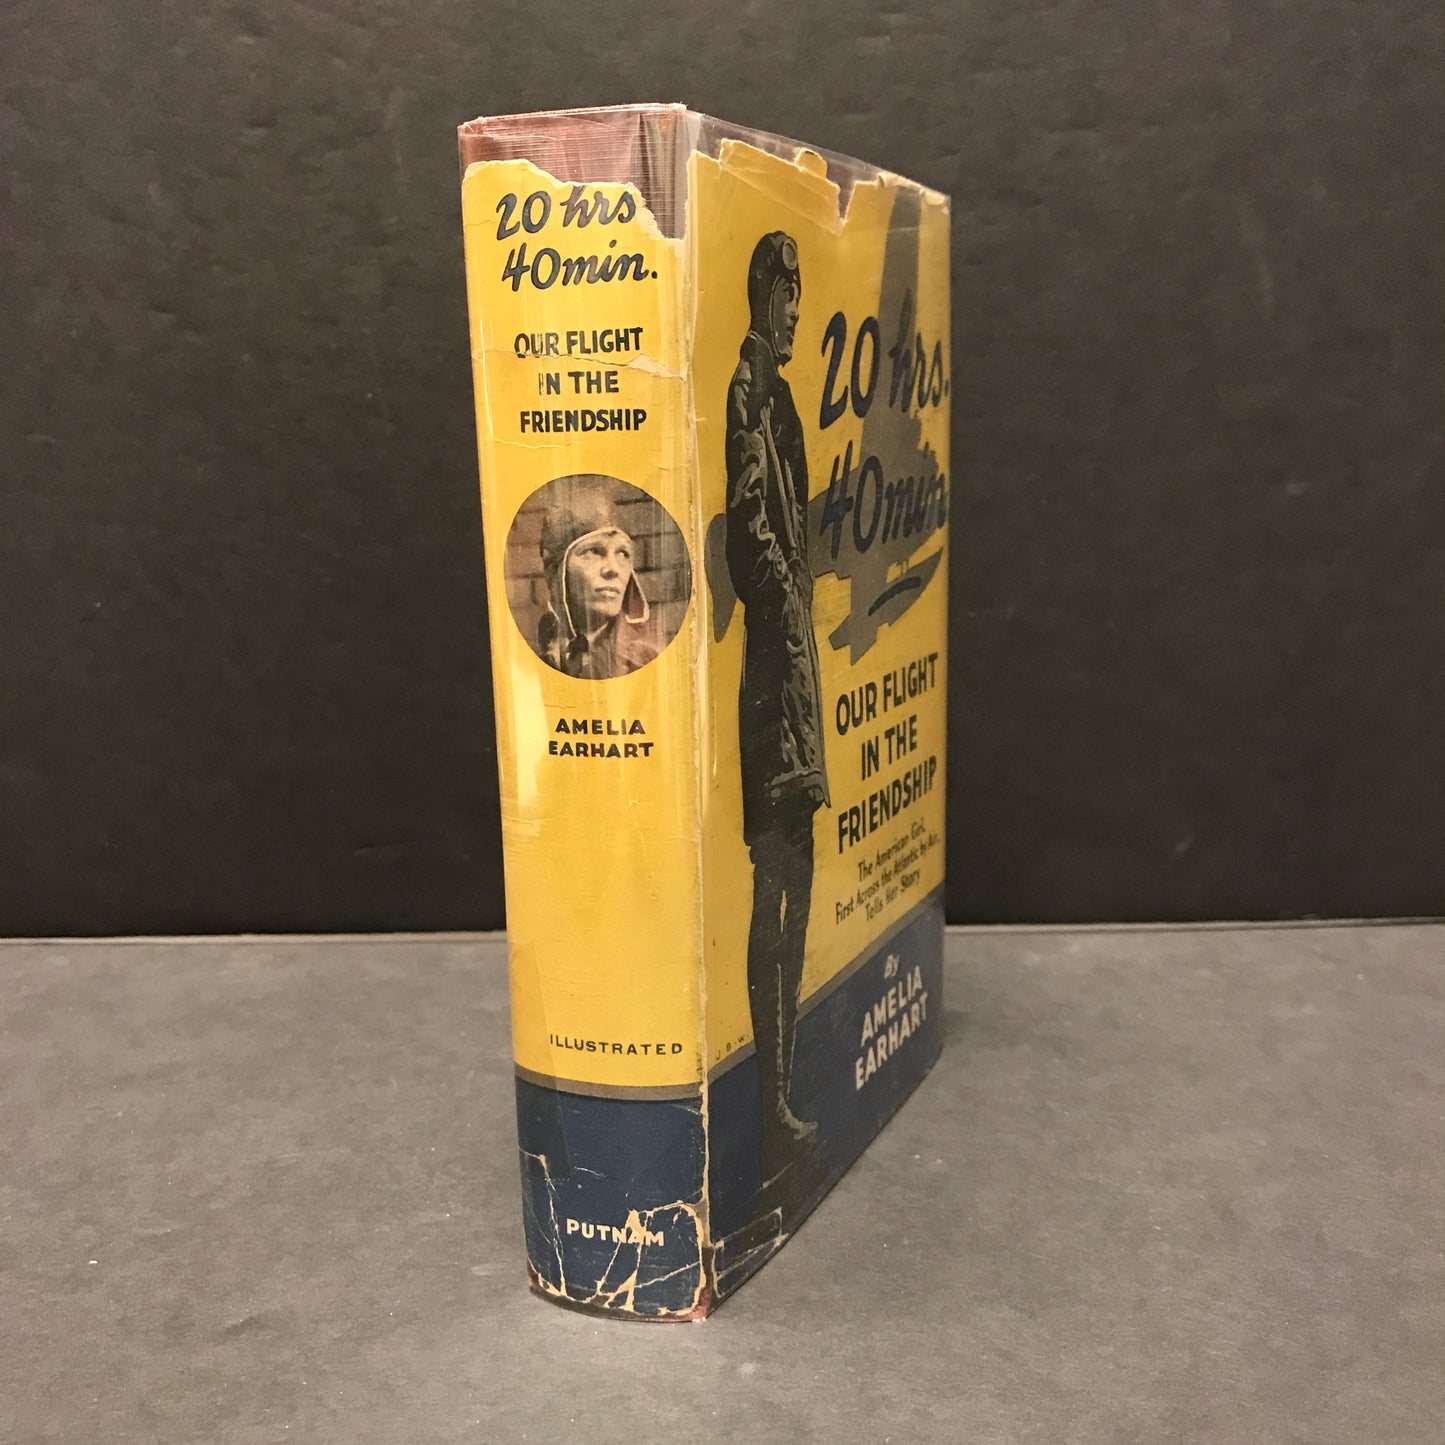 20 hrs
40 min.
OUR FLIGHT
IN THE
FRIENDSHIP
AMELIA
EARHART
ILLUSTRATED
PUTNAM
20 hrs.
40 min
OUR FLIGHT
IN THE
FRIENDSHIP
The American Girl,
First Across the Atlantic by Air,
Tells Her Story
By
AMELIA
EARHART
J. B. W.